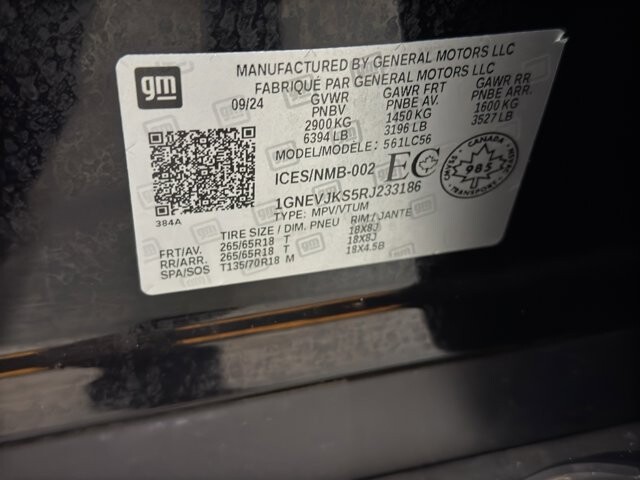 gm
MANUFACTURED BY GENERAL MOTORS LLC
FABRIQUÉ PAR GENERAL MOTORS LLC
09/24 GVWR GAWR FRT GAWR RR
PNBV PNBE AV. PNBE ARR.
2900 KG 1450 KG 1600 KG
6394 LB 3196 LB 3527 LB
MODEL/MODÈLE: 561LC56
ICES/NMB-002 EC
CANADA
985
1GNEVJKS5RJ233186
TYPE: MPV/VTUM
384A
TIRE SIZE / DIM. PNEU RIM / JANTE
FRT/AV. 265/65R18 T 18X8J
RR/ARR. 265/65R18 T 18X8J
SPA/SOS T135/70R18 M 18X4.5B